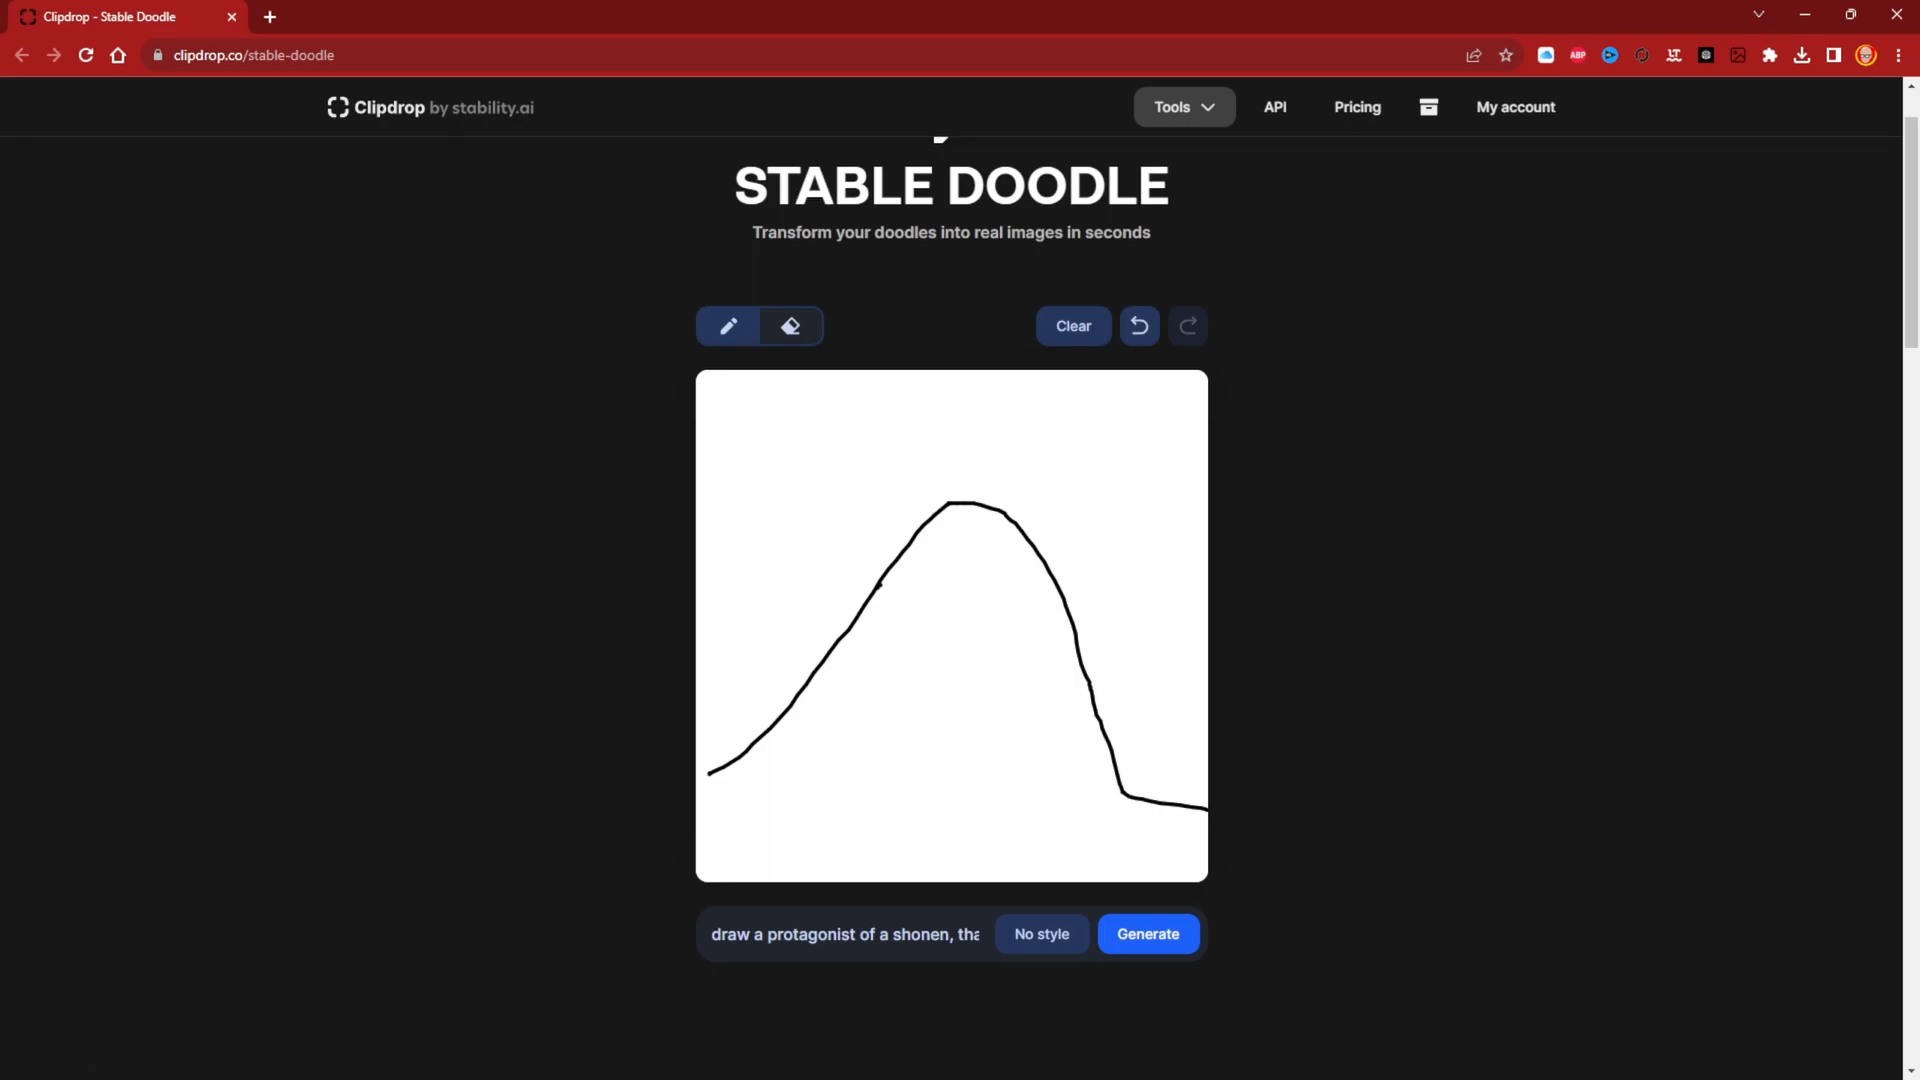 Clipdrop - Stable Doodle
clipdrop.co/stable-doodle
ABP
Clipdrop by stability.ai
Tools
API
Pricing
My account
STABLE DOODLE
Transform your doodles into real images in seconds
Clear
draw a protagonist of a shonen, tha
No style
Generate